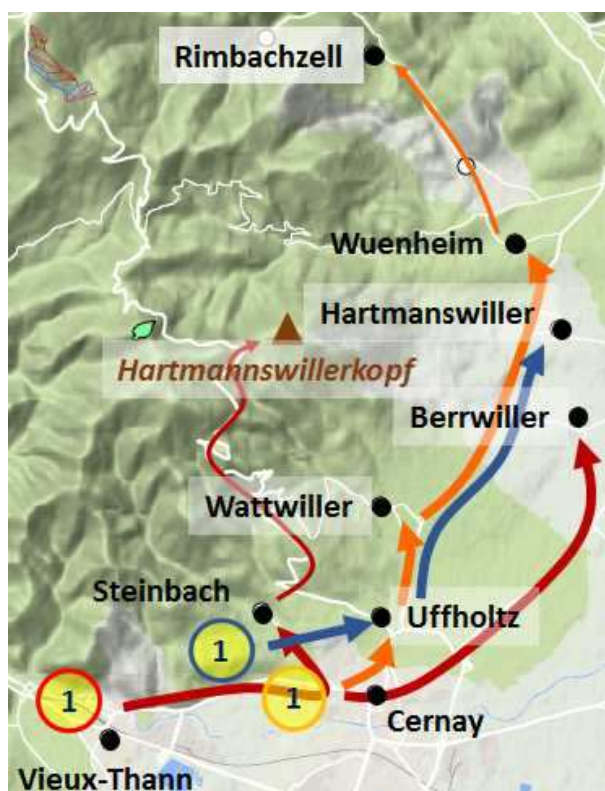 Rimbachzell
Wuenheim
Hartmanswiller
Hartmannswillerkopf
Berrwiller
Wattwiller
Steinbach
Uffholtz
1
1
1
Cernay
Vieux-Thann